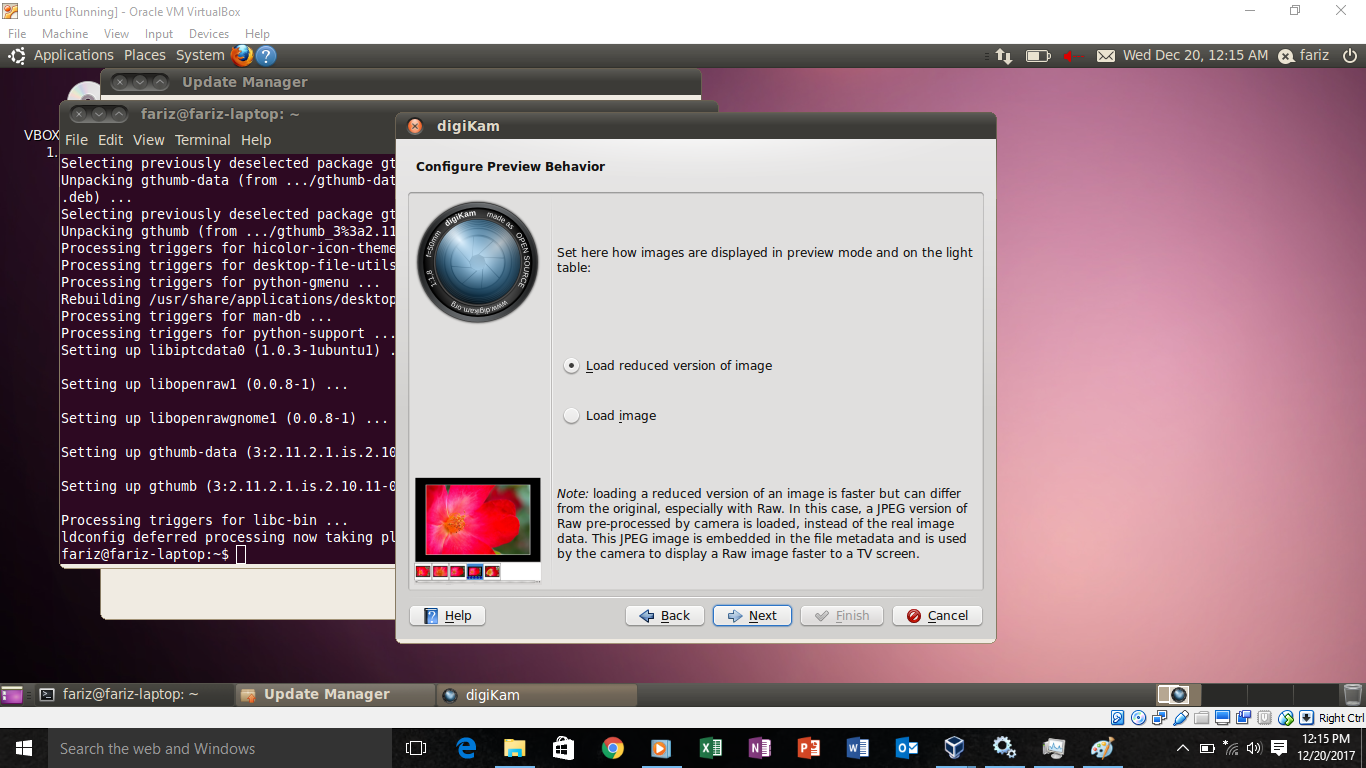 ubuntu [Running] - Oracle VM VirtualBox
File Machine View Input Devices Help
Applications Places System Wed Dec 20, 12:15 AM fariz
Update Manager
VBOX
1.
fariz@fariz-laptop: ~
File Edit View Terminal Help
Selecting previously deselected package gt
Unpacking gthumb-data (from .../gthumb-dat
.deb) ...
Selecting previously deselected package gt
Unpacking gthumb (from .../gthumb_3%3a2.11
Processing triggers for hicolor-icon-theme
Processing triggers for desktop-file-utils
Processing triggers for python-gmenu ...
Rebuilding /usr/share/applications/desktop
Processing triggers for man-db ...
Processing triggers for python-support ...
Setting up libiptcdata0 (1.0.3-1ubuntu1) .
Setting up libopenraw1 (0.0.8-1) ...
Setting up libopenrawgnome1 (0.0.8-1) ...
Setting up gthumb-data (3:2.11.2.1.is.2.10
Setting up gthumb (3:2.11.2.1.is.2.10.11-0
Processing triggers for libc-bin ...
ldconfig deferred processing now taking pl
fariz@fariz-laptop:~$
digiKam
Configure Preview Behavior
digiKam made as OPEN SOURCE www.digikam.org 1:1.8 f=50mm
Set here how images are displayed in preview mode and on the light
table:
Load reduced version of image
Load image
Note: loading a reduced version of an image is faster but can differ
from the original, especially with Raw. In this case, a JPEG version of
Raw pre-processed by camera is loaded, instead of the real image
data. This JPEG image is embedded in the file metadata and is used
by the camera to display a Raw image faster to a TV screen.
Help Back Next Finish Cancel
fariz@fariz-laptop: ~ Update Manager digiKam
Right Ctrl
Search the web and Windows
12:15 PM
12/20/2017